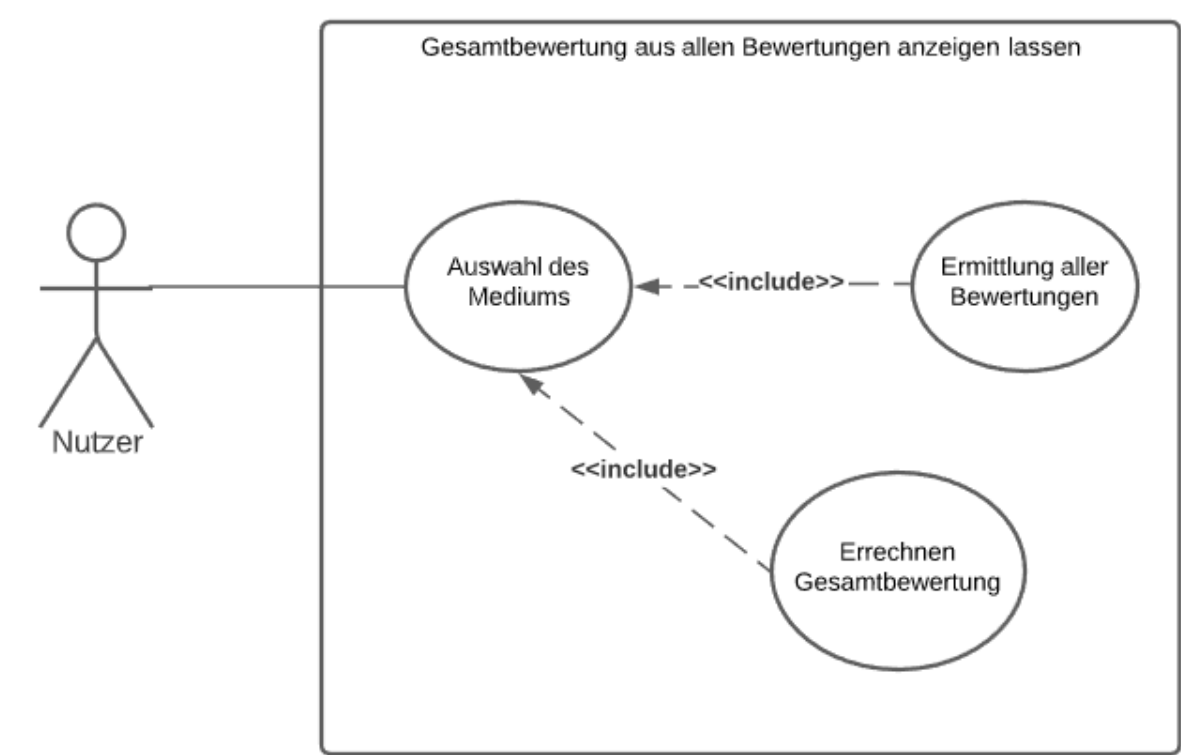 Gesamtbewertung aus allen Bewertungen anzeigen lassen
Auswahl des
Mediums
<<include>>
Ermittlung aller
Bewertungen
Nutzer
<<include>>
Errechnen
Gesamtbewertung